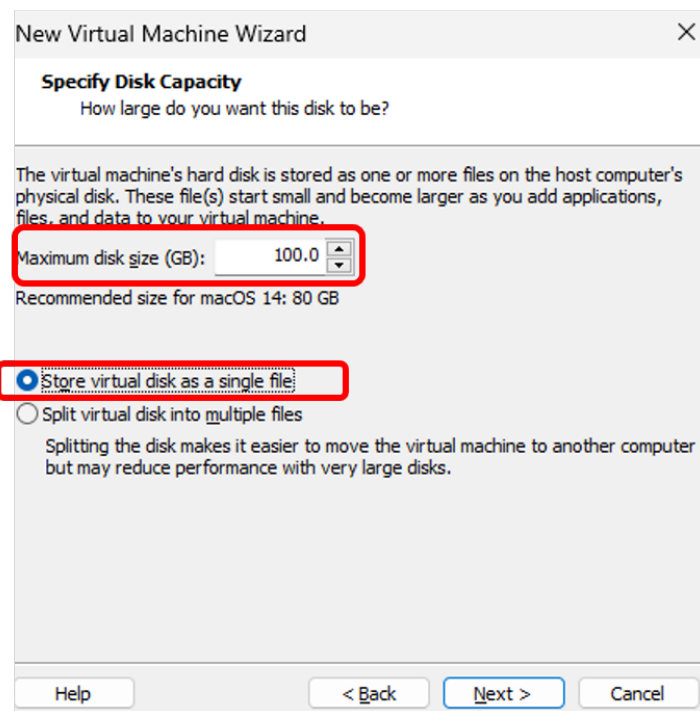 New Virtual Machine Wizard
Specify Disk Capacity
How large do you want this disk to be?
The virtual machine's hard disk is stored as one or more files on the host computer's
physical disk. These file(s) start small and become larger as you add applications,
files, and data to your virtual machine.
Maximum disk size (GB): 100.0
Recommended size for macOS 14: 80 GB
Store virtual disk as a single file
Split virtual disk into multiple files
Splitting the disk makes it easier to move the virtual machine to another computer
but may reduce performance with very large disks.
Help < Back Next > Cancel